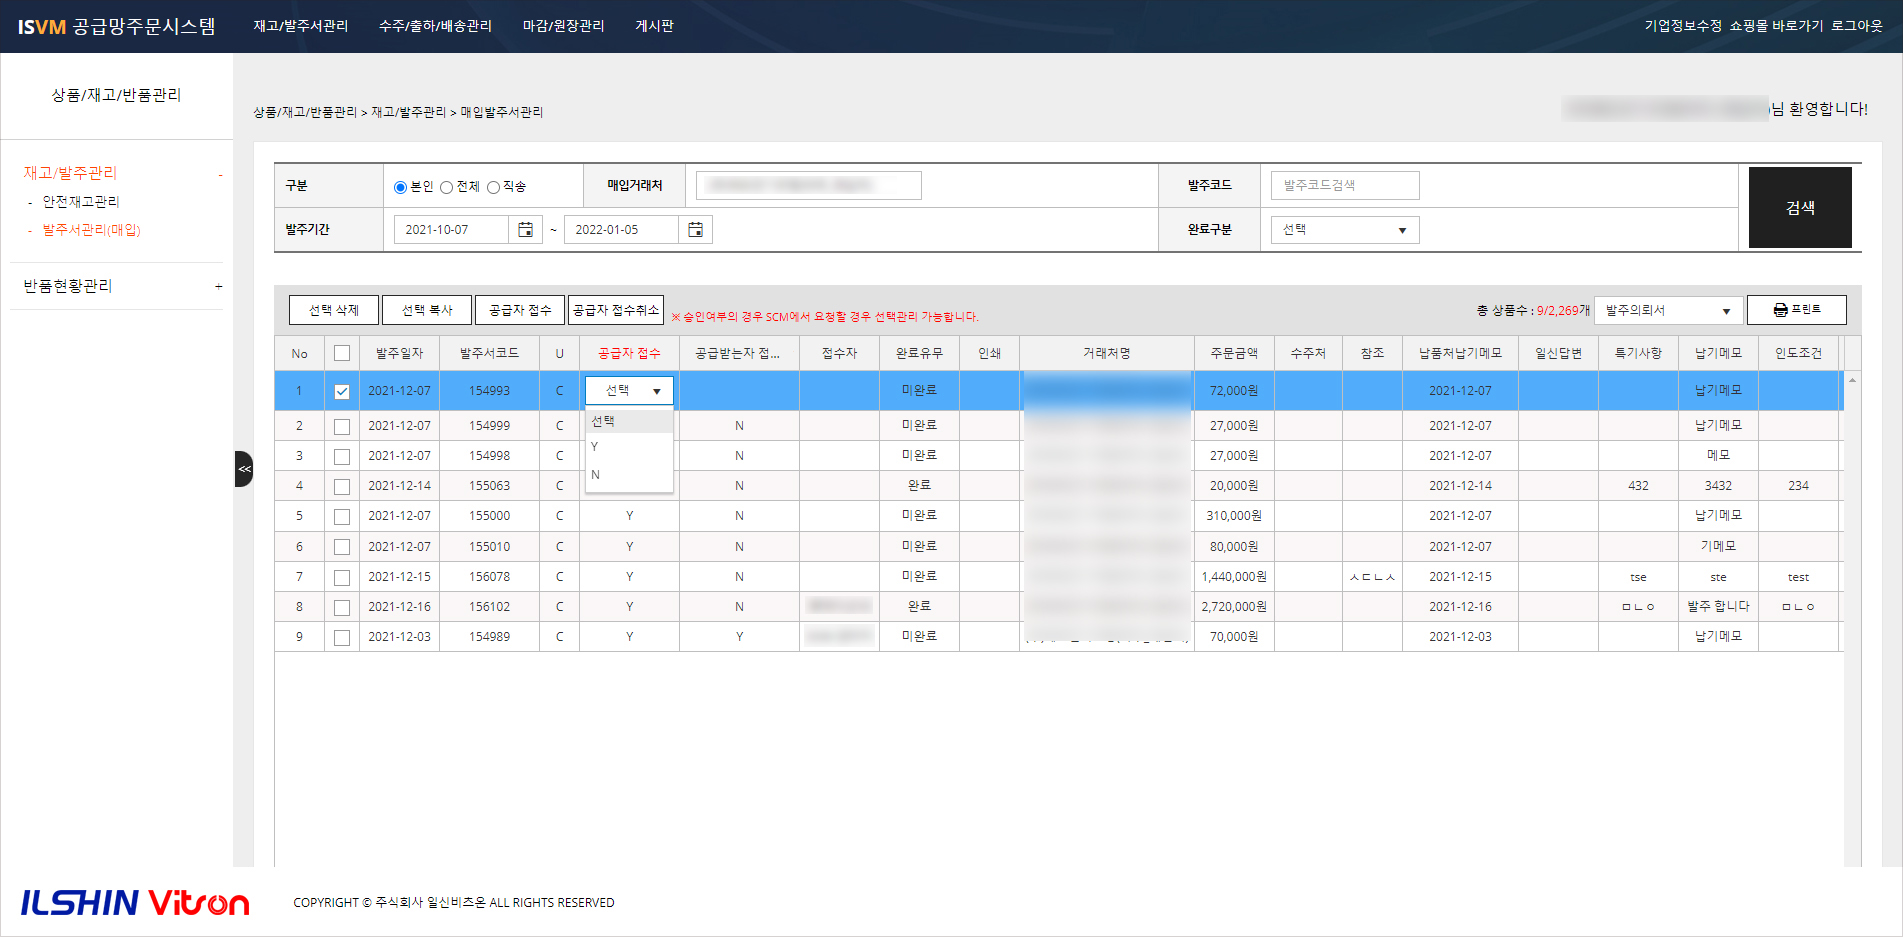 ISVM 공급망주문시스템 재고/발주서관리 수주/출하/배송관리 마감/원장관리 게시판 기업정보수정 쇼핑몰 바로가기 로그아웃
상품/재고/반품관리
재고/발주관리 -
- 안전재고관리
- 발주서관리(매입)
반품현황관리 +
<<
상품/재고/반품관리 > 재고/발주관리 > 매입발주서관리
님 환영합니다!
구분 본인 전체 직송 매입거래처 발주코드 발주코드검색
발주기간 2021-10-07 ~ 2022-01-05 완료구분 선택 ▼
검색
선택 삭제 선택 복사 공급자 접수 공급자 접수취소 ※ 승인여부의 경우 SCM에서 요청할 경우 선택관리 가능합니다. 총 상품수 : 9/2,269개 발주의뢰서 ▼ 프린트
No 발주일자 발주서코드 U 공급자 접수 공급받는자 접... 접수자 완료유무 인쇄 거래처명 주문금액 수주처 참조 납품처납기메모 일신답변 특기사항 납기메모 인도조건
1 2021-12-07 154993 C 선택 ▼ 미완료 72,000원 2021-12-07 납기메모
선택
Y
N
2 2021-12-07 154999 C N 미완료 27,000원 2021-12-07 납기메모
3 2021-12-07 154998 C N 미완료 27,000원 2021-12-07 메모
4 2021-12-14 155063 C N 완료 20,000원 2021-12-14 432 3432 234
5 2021-12-07 155000 C Y N 미완료 310,000원 2021-12-07 납기메모
6 2021-12-07 155010 C Y N 미완료 80,000원 2021-12-07 기메모
7 2021-12-15 156078 C Y N 미완료 1,440,000원 ㅅㄷㄴㅅ 2021-12-15 tse ste test
8 2021-12-16 156102 C Y N 완료 2,720,000원 2021-12-16 ㅁㄴㅇ 발주 합니다 ㅁㄴㅇ
9 2021-12-03 154989 C Y Y 미완료 70,000원 2021-12-03 납기메모
ILSHIN Vitson
COPYRIGHT © 주식회사 일신비츠온 ALL RIGHTS RESERVED